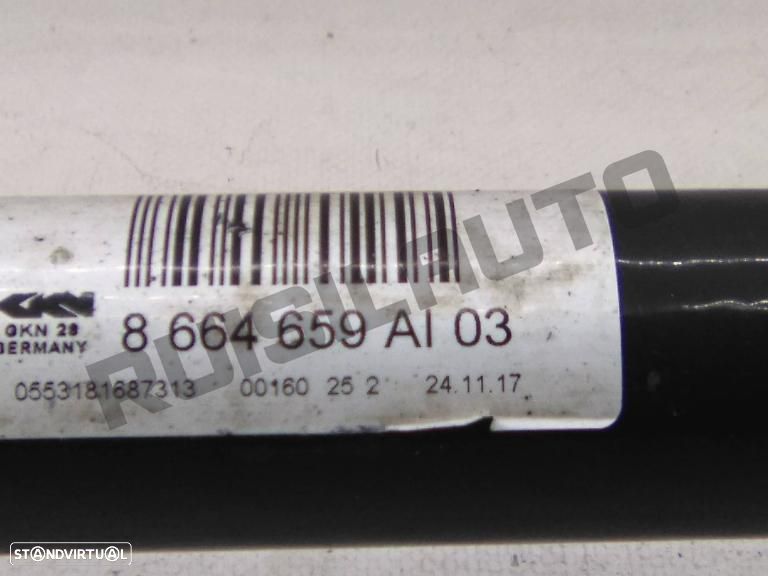 RUISILAUTO
GKN
GKN 28
GERMANY
8 664 659 AI 03
0553181687313 00160 25 2 24.11.17
STANDVIRTUAL